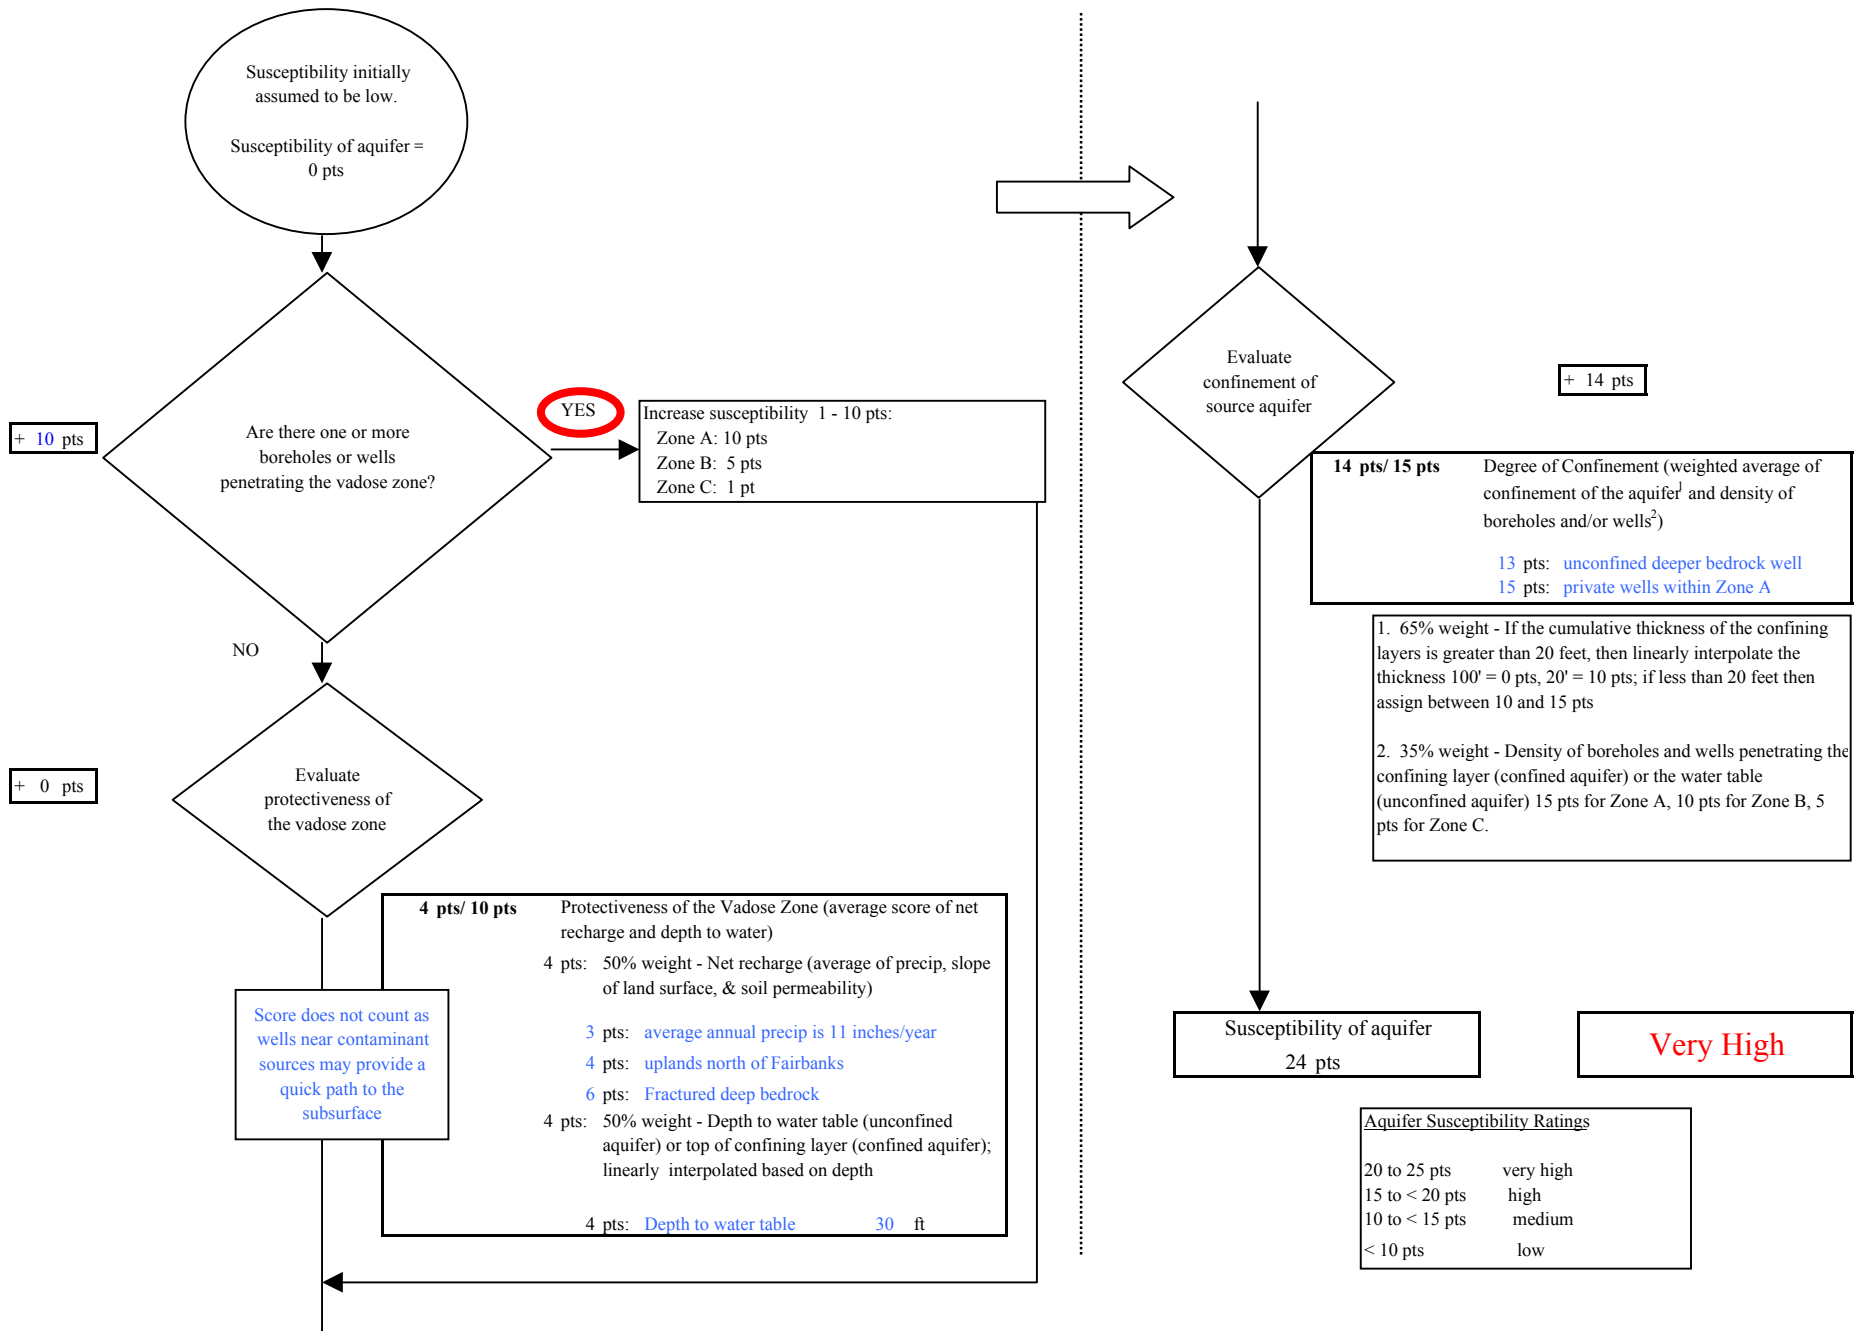 Susceptibility initially
assumed to be low.
Susceptibility of aquifer =
0 pts
+ 10 pts
Are there one or more
boreholes or wells
penetrating the vadose zone?
YES
Increase susceptibility 1 - 10 pts:
Zone A: 10 pts
Zone B: 5 pts
Zone C: 1 pt
NO
+ 0 pts
Evaluate
protectiveness of
the vadose zone
4 pts/ 10 pts Protectiveness of the Vadose Zone (average score of net
recharge and depth to water)
4 pts: 50% weight - Net recharge (average of precip, slope
of land surface, & soil permeability)
3 pts: average annual precip is 11 inches/year
4 pts: uplands north of Fairbanks
6 pts: Fractured deep bedrock
4 pts: 50% weight - Depth to water table (unconfined
aquifer) or top of confining layer (confined aquifer);
linearly interpolated based on depth
4 pts: Depth to water table 30 ft
Score does not count as
wells near contaminant
sources may provide a
quick path to the
subsurface
Evaluate
confinement of
source aquifer
+ 14 pts
14 pts/ 15 pts Degree of Confinement (weighted average of
confinement of the aquifer1 and density of
boreholes and/or wells2)
13 pts: unconfined deeper bedrock well
15 pts: private wells within Zone A
1. 65% weight - If the cumulative thickness of the confining
layers is greater than 20 feet, then linearly interpolate the
thickness 100' = 0 pts, 20' = 10 pts; if less than 20 feet then
assign between 10 and 15 pts
2. 35% weight - Density of boreholes and wells penetrating the
confining layer (confined aquifer) or the water table
(unconfined aquifer) 15 pts for Zone A, 10 pts for Zone B, 5
pts for Zone C.
Susceptibility of aquifer
24 pts
Very High
Aquifer Susceptibility Ratings
20 to 25 pts very high
15 to < 20 pts high
10 to < 15 pts medium
< 10 pts low